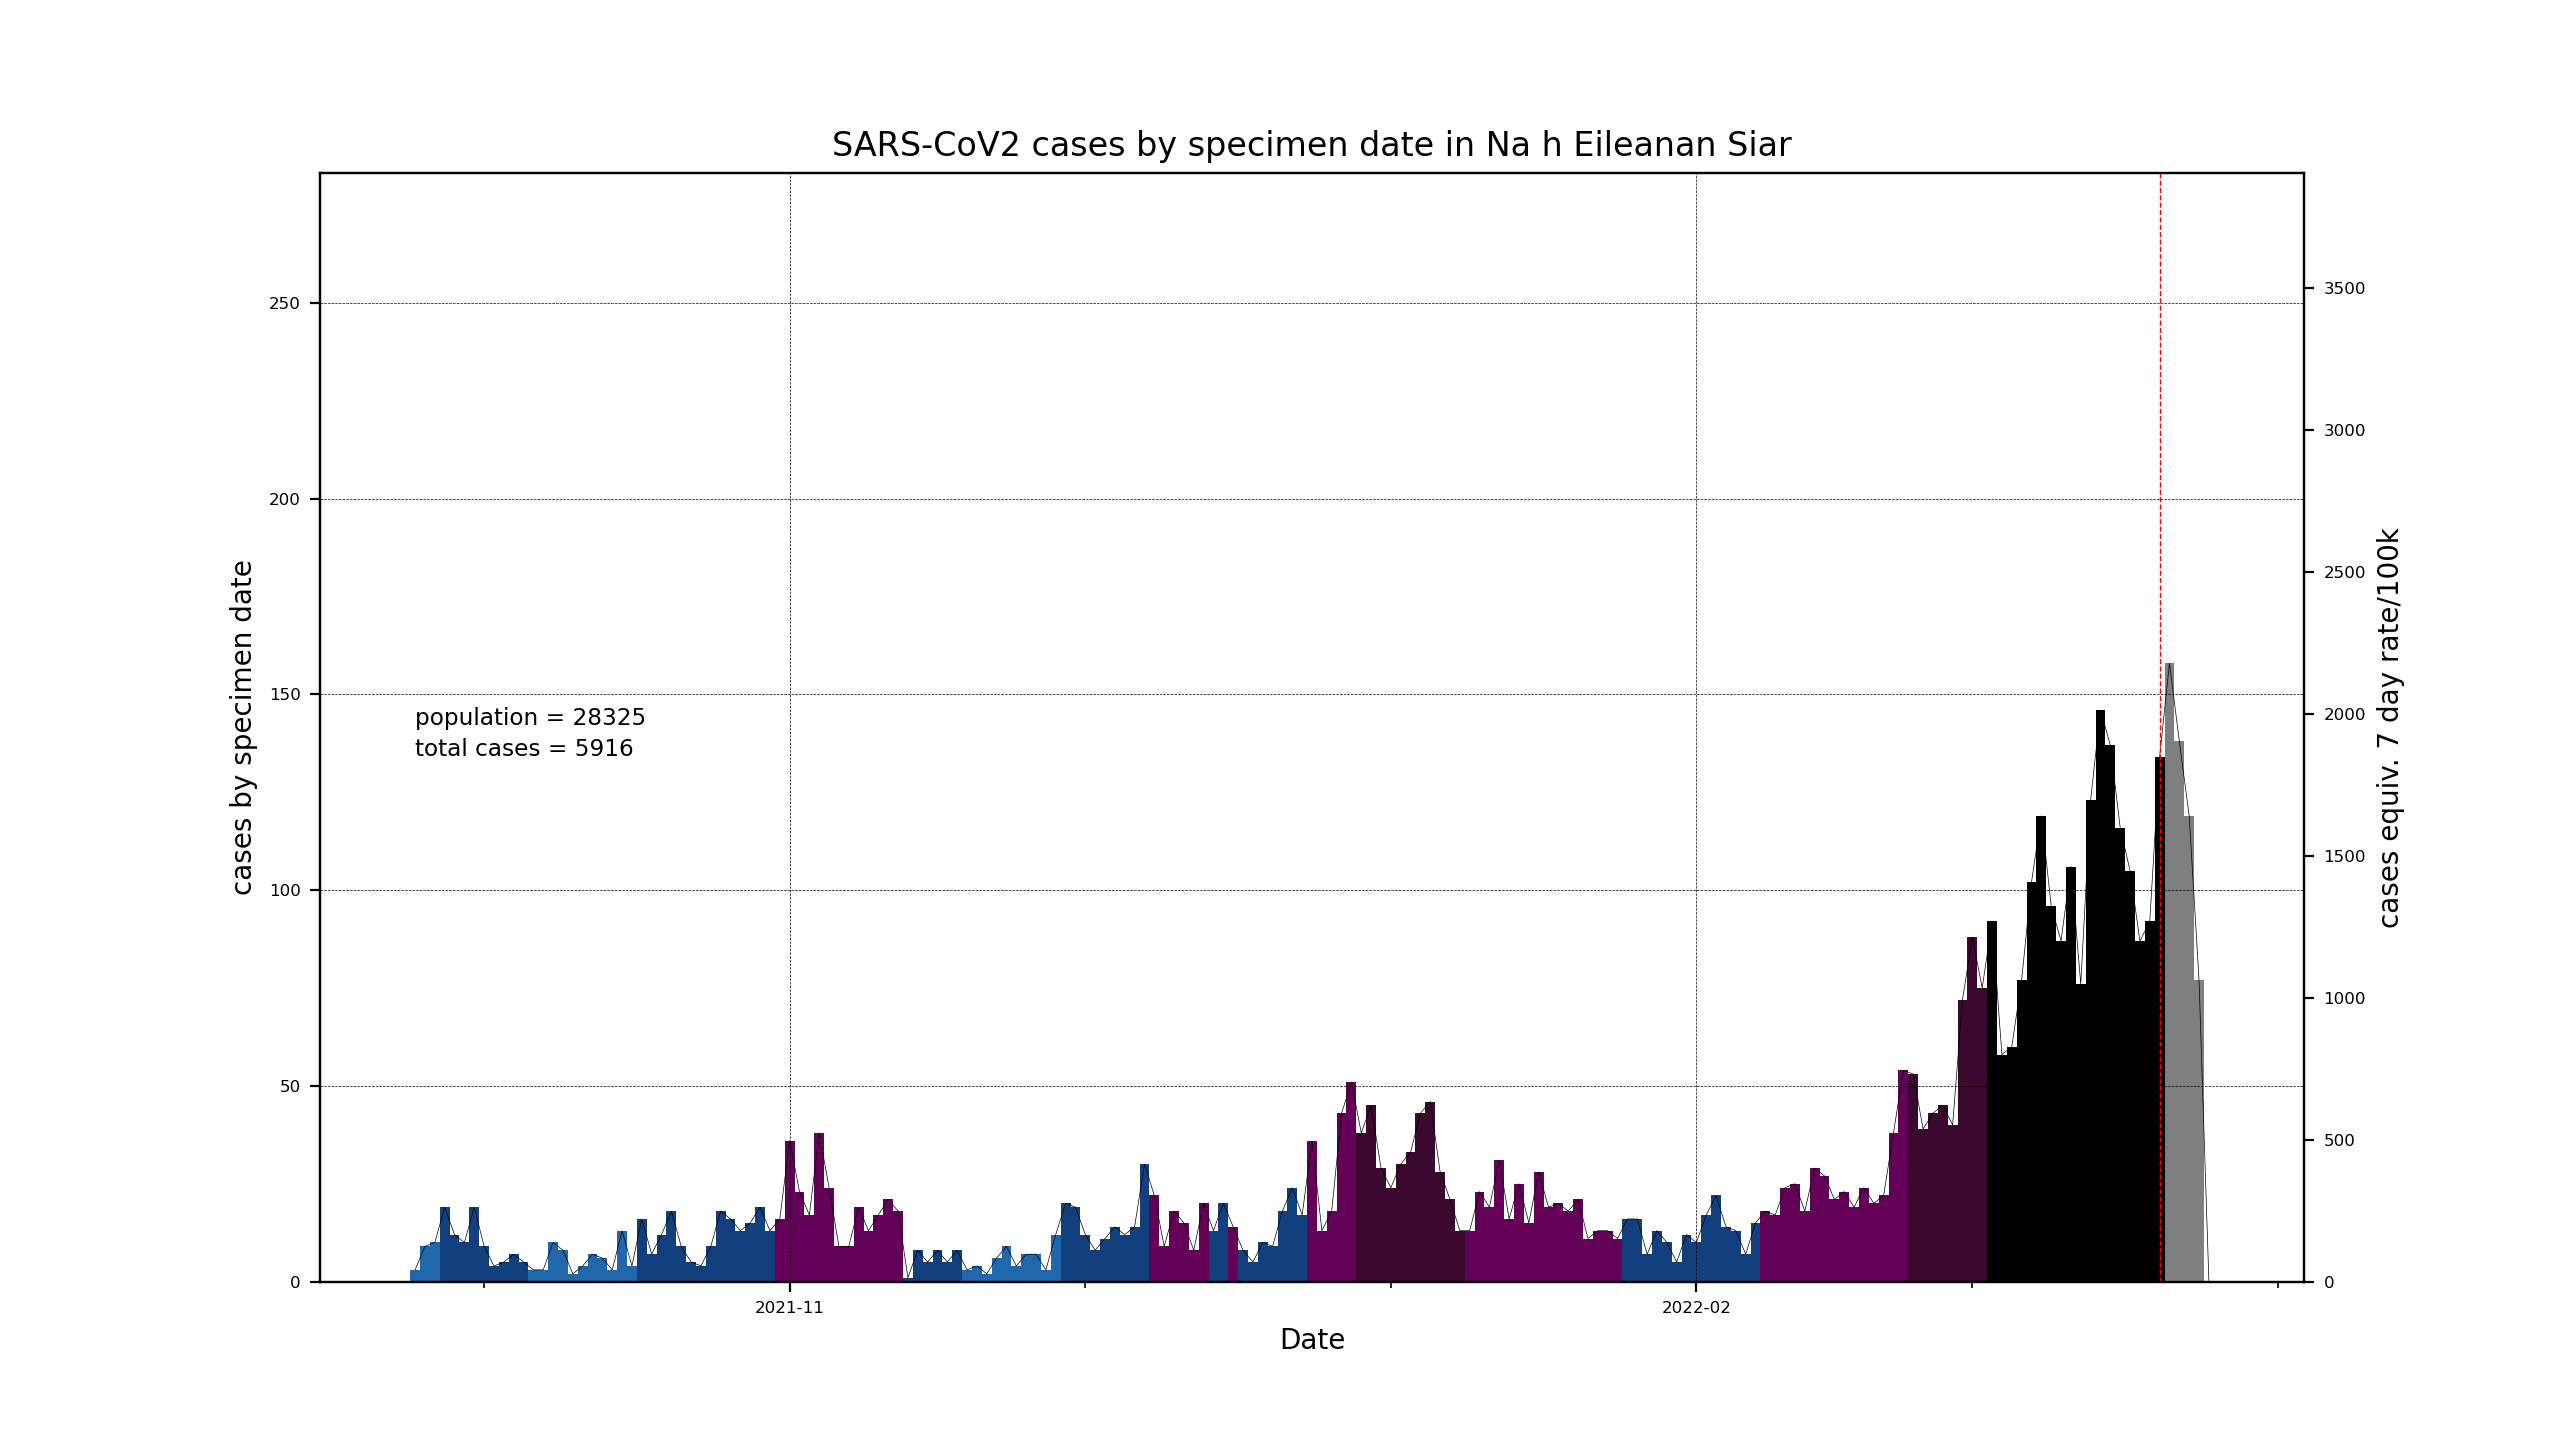 SARS-CoV2 cases by specimen date in Na h Eileanan Siar
cases by specimen date
250
200
150
100
50
0
population = 28325
total cases = 5916
3500
3000
2500
2000
1500
1000
500
0
cases equiv. 7 day rate/100k
2021-11
2022-02
Date